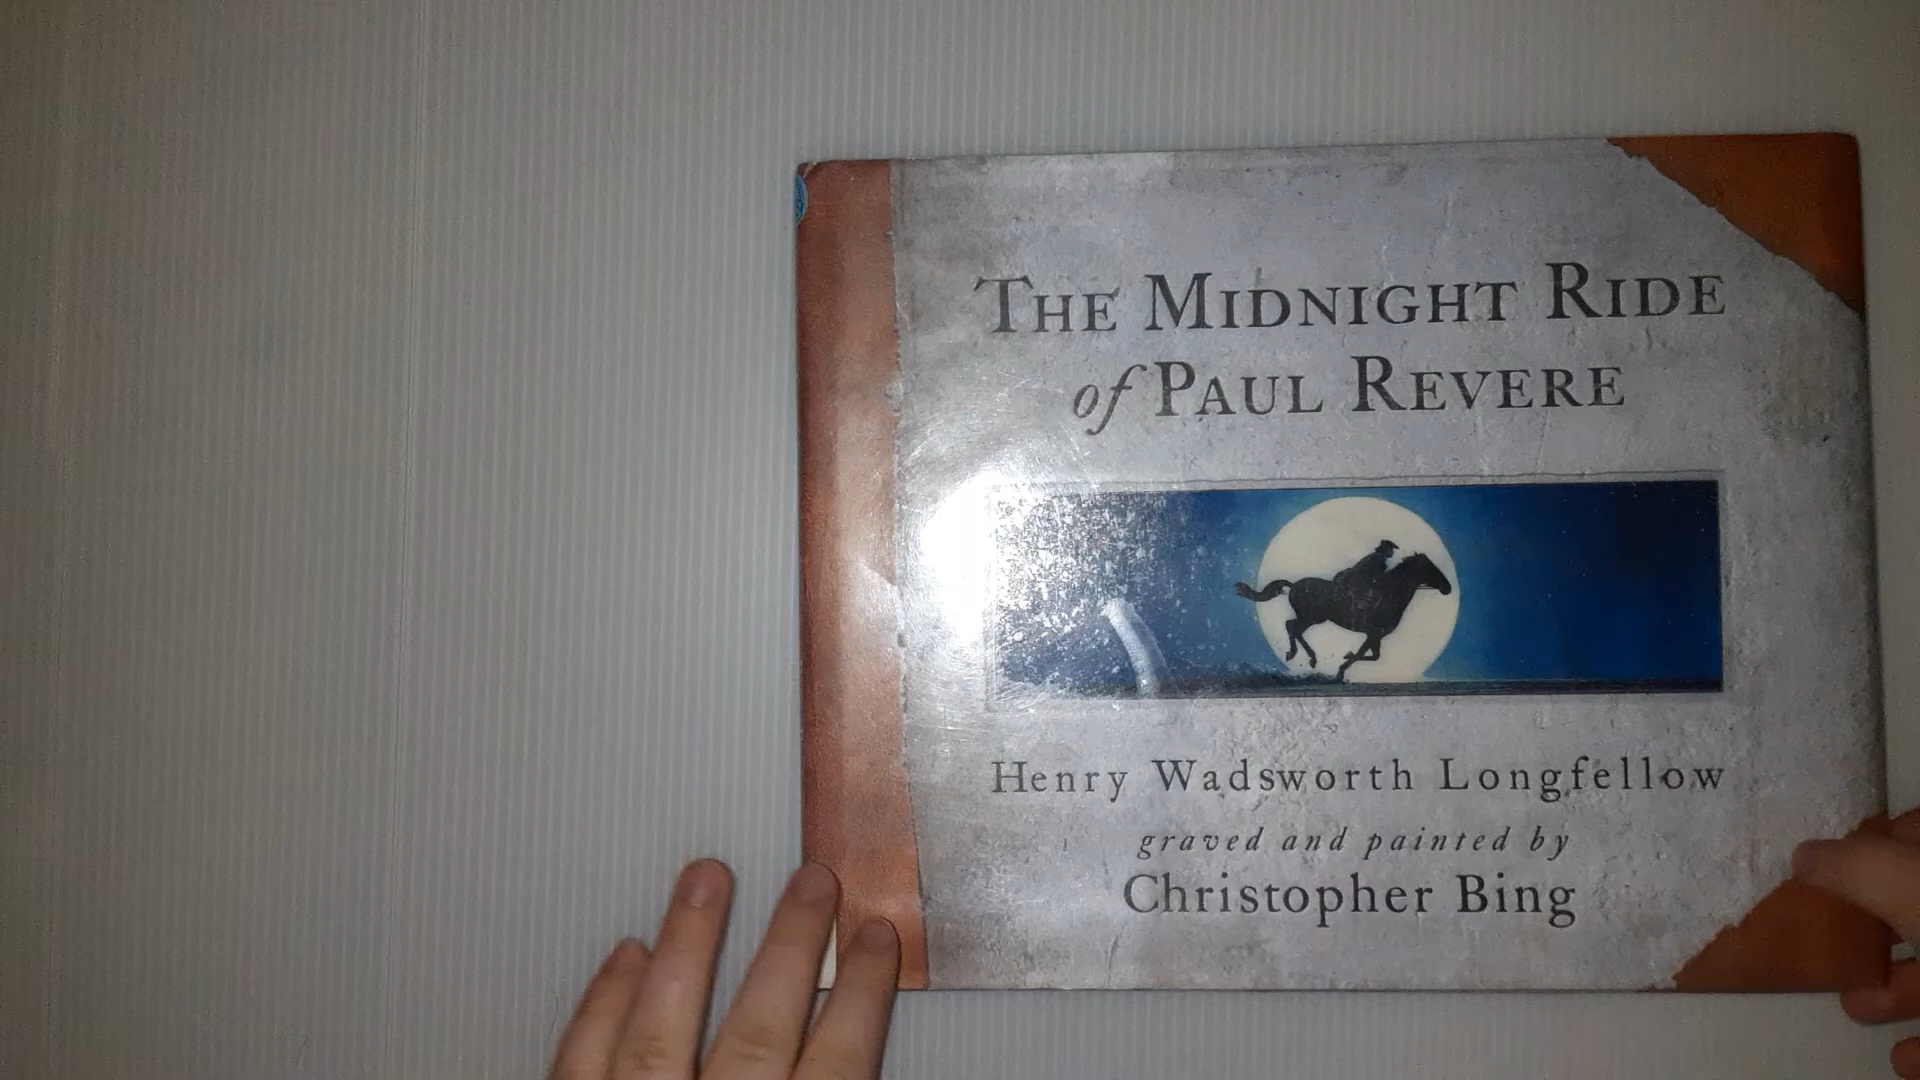 THE MIDNIGHT RIDE
of PAUL REVERE
Henry Wadsworth Longfellow
graved and painted by
Christopher Bing